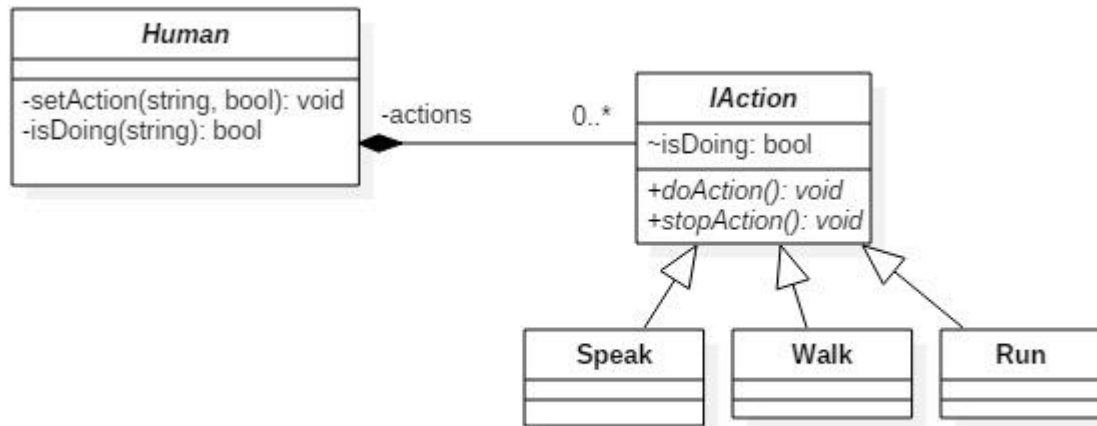 Human
-setAction(string, bool): void
-isDoing(string): bool
-actions
0..*
IAction
~isDoing: bool
+doAction(): void
+stopAction(): void
Speak
Walk
Run